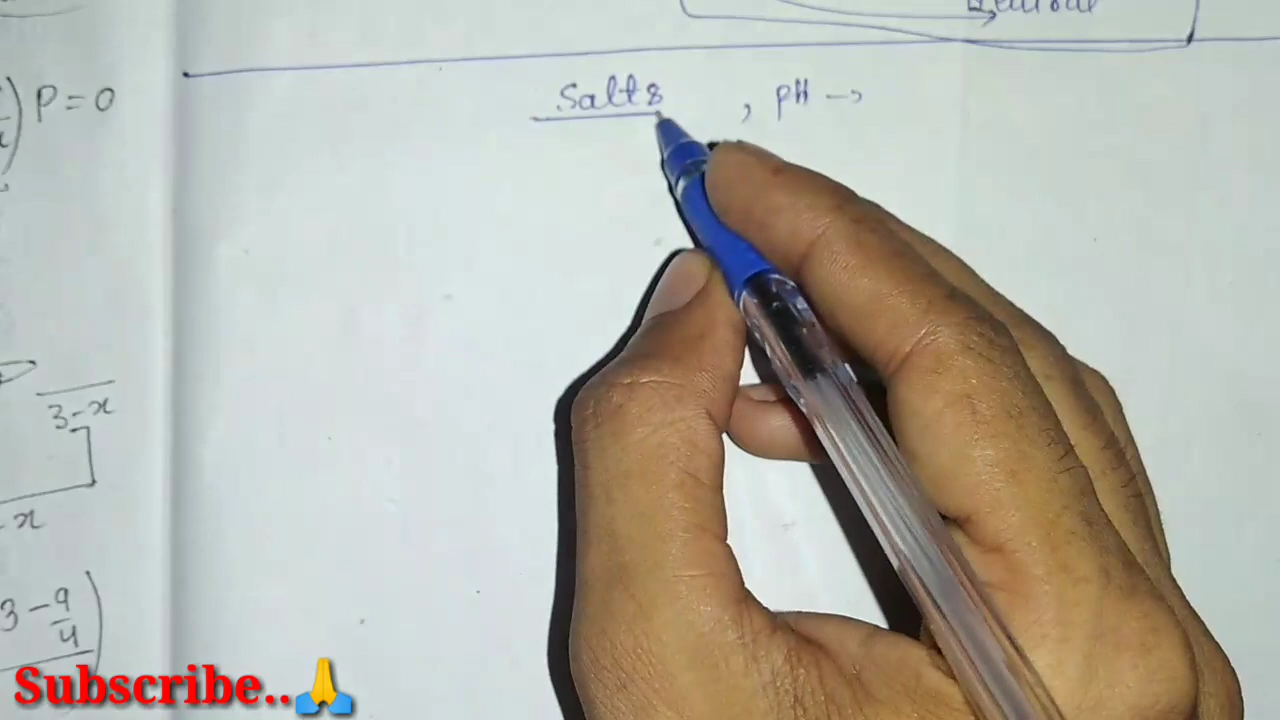 Salts , pH →
) P = 0
3-x
-x
3 - 9/4 )
Subscribe.. 🙏